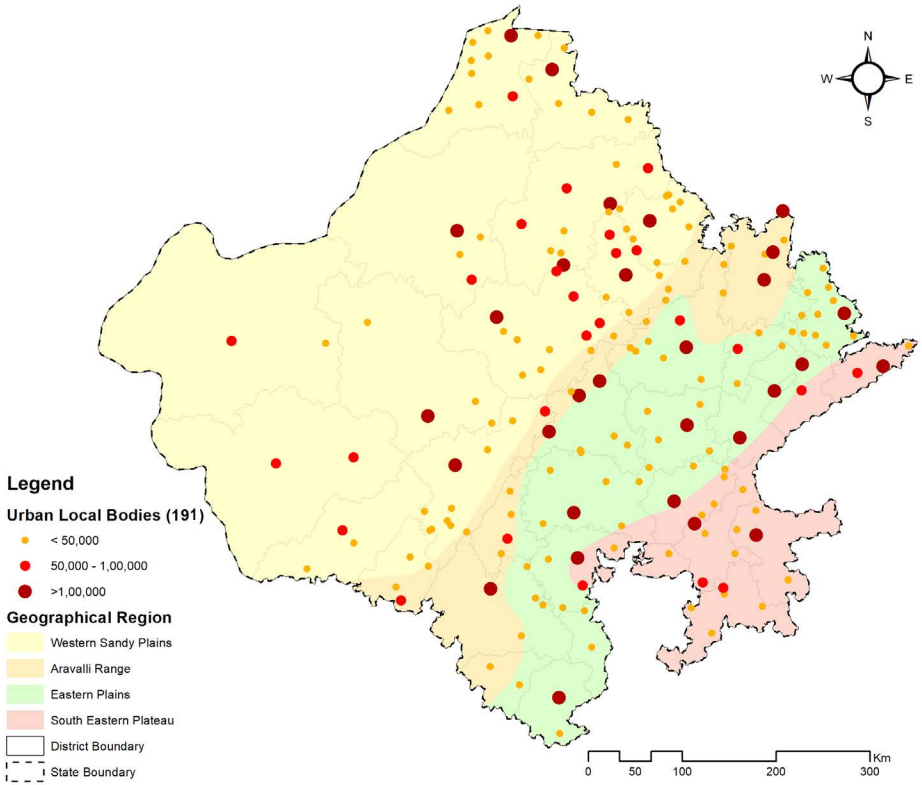 N
W E
S
Legend
Urban Local Bodies (191)
< 50,000
50,000 - 1,00,000
>1,00,000
Geographical Region
Western Sandy Plains
Aravalli Range
Eastern Plains
South Eastern Plateau
District Boundary
State Boundary
Km
0 50 100 200 300